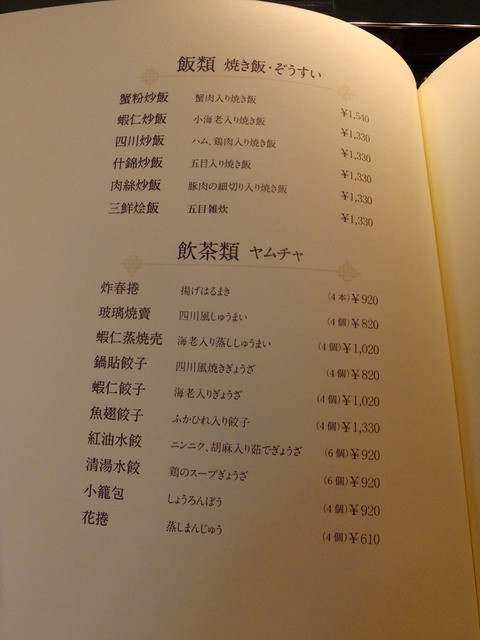 飯類 焼き飯・ぞうすい
蟹粉炒飯 蟹肉入り焼き飯 ¥1,540
蝦仁炒飯 小海老入り焼き飯 ¥1,330
四川炒飯 ハム、鶏肉入り焼き飯 ¥1,330
什錦炒飯 五目入り焼き飯 ¥1,330
肉絲炒飯 豚肉の細切り入り焼き飯 ¥1,330
三鮮烩飯 五目雑炊 ¥1,330
飲茶類 ヤムチャ
炸春捲 揚げはるまき (4本)¥920
玻璃焼賣 四川風しゅうまい (4個)¥820
蝦仁蒸焼売 海老入り蒸ししゅうまい (4個)¥1,020
鍋貼餃子 四川風焼きぎょうざ (4個)¥820
蝦仁餃子 海老入りぎょうざ (4個)¥1,020
魚翅餃子 ふかひれ入り餃子 (4個)¥1,330
紅油水餃 ニンニク、胡麻入り茹でぎょうざ (6個)¥920
清湯水餃 鶏のスープぎょうざ (6個)¥920
小籠包 しょうろんぽう (4個)¥920
花捲 蒸しまんじゅう (4個)¥610